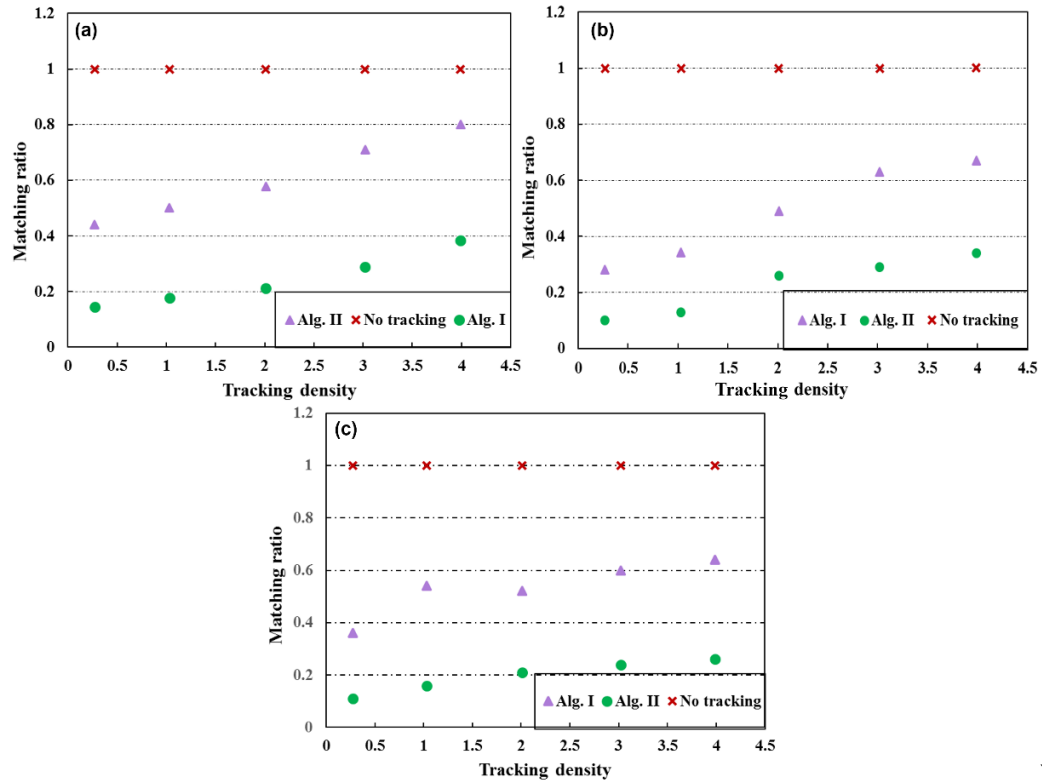 (a)
1.2
1
0.8
0.6
0.4
0.2
0
Matching ratio
Alg. II No tracking Alg. I
0 0.5 1 1.5 2 2.5 3 3.5 4 4.5
Tracking density
(b)
1.2
1
0.8
0.6
0.4
0.2
0
Matching ratio
Alg. I Alg. II No tracking
0 0.5 1 1.5 2 2.5 3 3.5 4 4.5
Tracking density
(c)
1.2
1
0.8
0.6
0.4
0.2
0
Matching ratio
Alg. I Alg. II No tracking
0 0.5 1 1.5 2 2.5 3 3.5 4 4.5
Tracking density